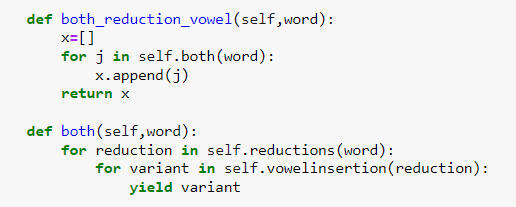 def both_reduction_vowel(self,word):
x=[]
for j in self.both(word):
x.append(j)
return x
def both(self,word):
for reduction in self.reductions(word):
for variant in self.vowelinsertion(reduction):
yield variant